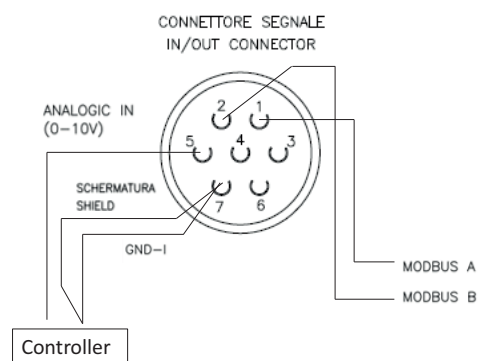 CONNETTORE SEGNALE
IN/OUT CONNECTOR
ANALOGIC IN
(0-10V)
2
1
5
4
3
SCHERMATURA
SHIELD
7
6
GND-I
MODBUS A
MODBUS B
Controller